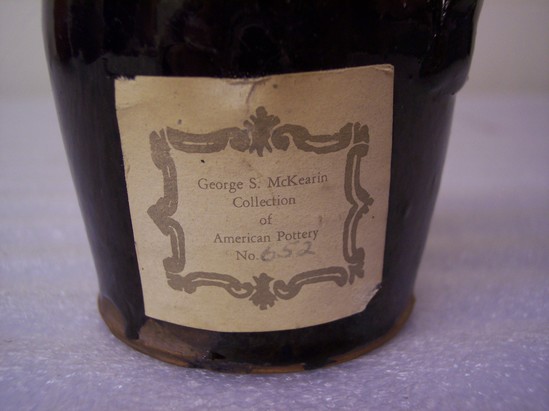 George S. McKearin
Collection
of
American Pottery
No. 652